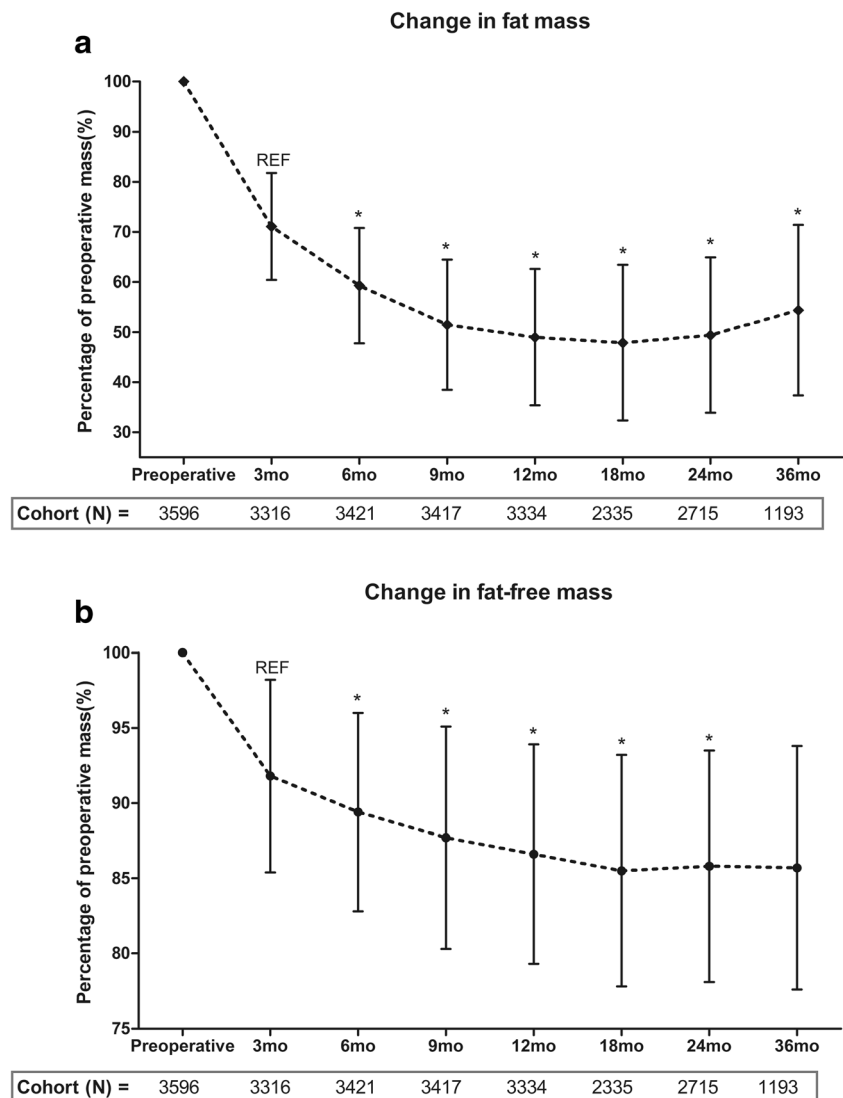 Change in fat mass
a
Percentage of preoperative mass(%)
100
90
80
70
60
50
40
30
REF
* * * * * *
Preoperative 3mo 6mo 9mo 12mo 18mo 24mo 36mo
Cohort (N) = 3596 3316 3421 3417 3334 2335 2715 1193
Change in fat-free mass
b
Percentage of preoperative mass(%)
100
95
90
85
80
75
REF
* * * * *
Preoperative 3mo 6mo 9mo 12mo 18mo 24mo 36mo
Cohort (N) = 3596 3316 3421 3417 3334 2335 2715 1193